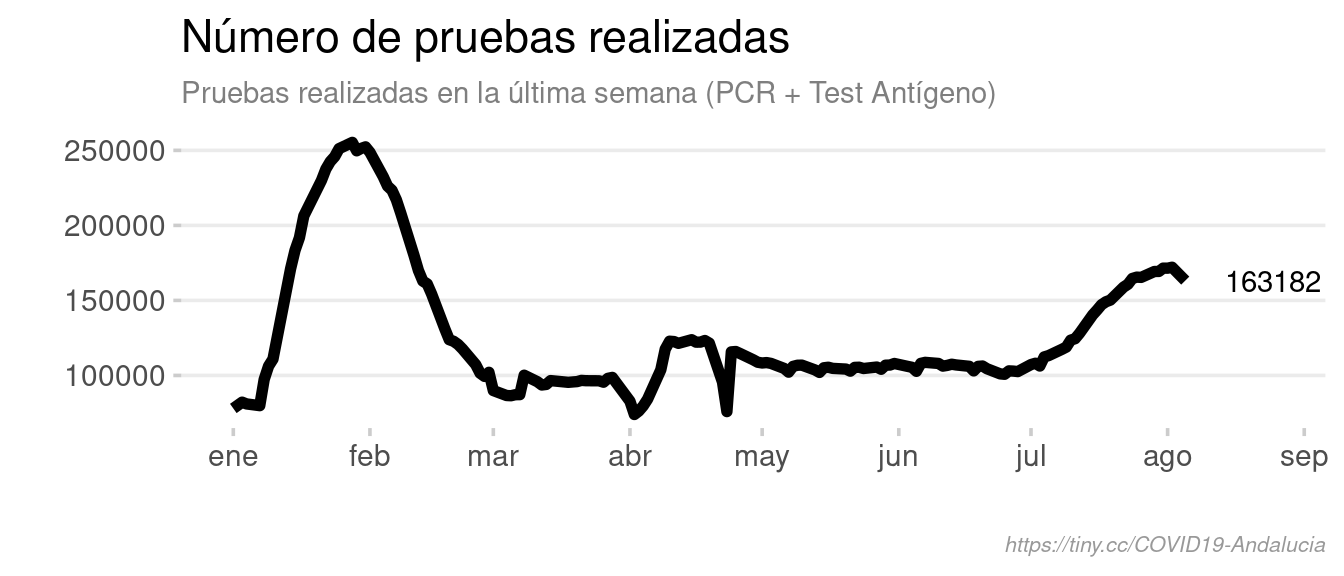 Número de pruebas realizadas
Pruebas realizadas en la última semana (PCR + Test Antígeno)
250000
200000
150000
100000
163182
ene feb mar abr may jun jul ago sep
https://tiny.cc/COVID19-Andalucia